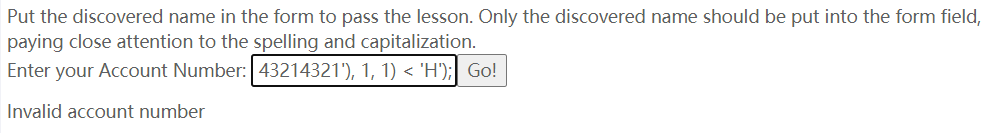 Put the discovered name in the form to pass the lesson. Only the discovered name should be put into the form field,
paying close attention to the spelling and capitalization.
Enter your Account Number: 43214321'), 1, 1) < 'H'); Go!
Invalid account number